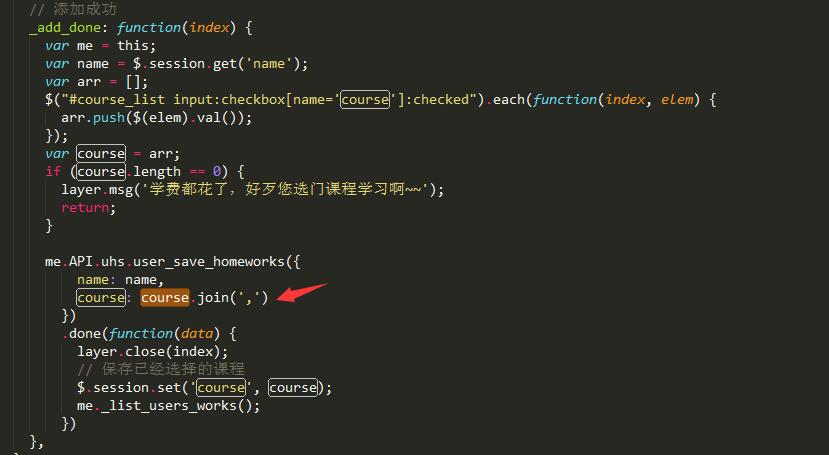 // 添加成功
_add_done: function(index) {
var me = this;
var name = $.session.get('name');
var arr = [];
$("#course_list input:checkbox[name='course']:checked").each(function(index, elem) {
arr.push($(elem).val());
});
var course = arr;
if (course.length == 0) {
layer.msg('学费都花了，好歹您选门课程学习啊~~');
return;
}
me.API.uhs.user_save_homeworks({
name: name,
course: course.join(',')
})
.done(function(data) {
layer.close(index);
// 保存已经选择的课程
$.session.set('course', course);
me._list_users_works();
})
},